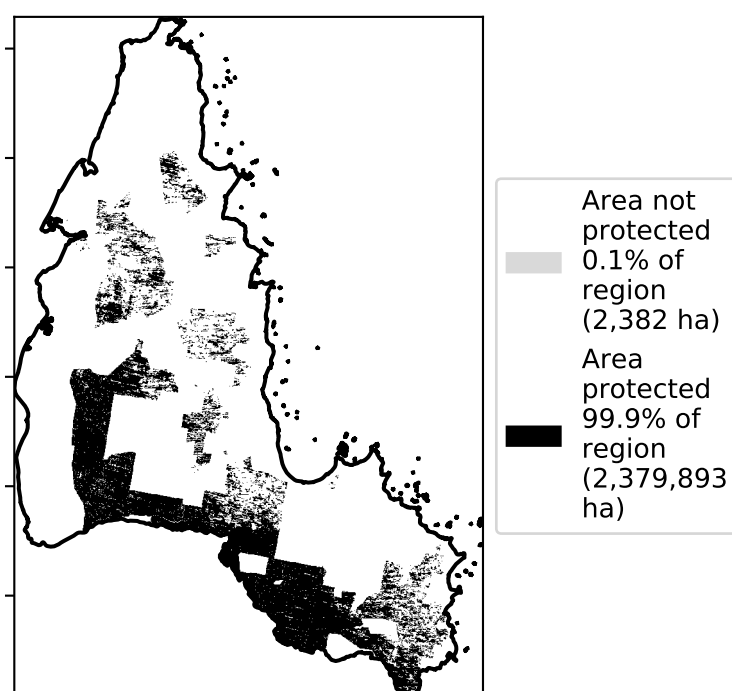 Area not
protected
0.1% of
region
(2,382 ha)
Area
protected
99.9% of
region
(2,379,893
ha)